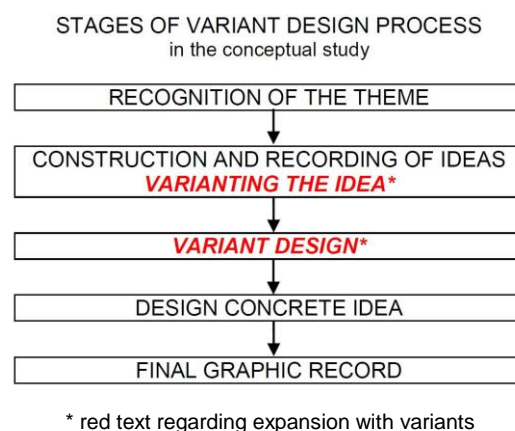 STAGES OF VARIANT DESIGN PROCESS
in the conceptual study
RECOGNITION OF THE THEME
CONSTRUCTION AND RECORDING OF IDEAS
VARIANTING THE IDEA*
VARIANT DESIGN*
DESIGN CONCRETE IDEA
FINAL GRAPHIC RECORD
* red text regarding expansion with variants